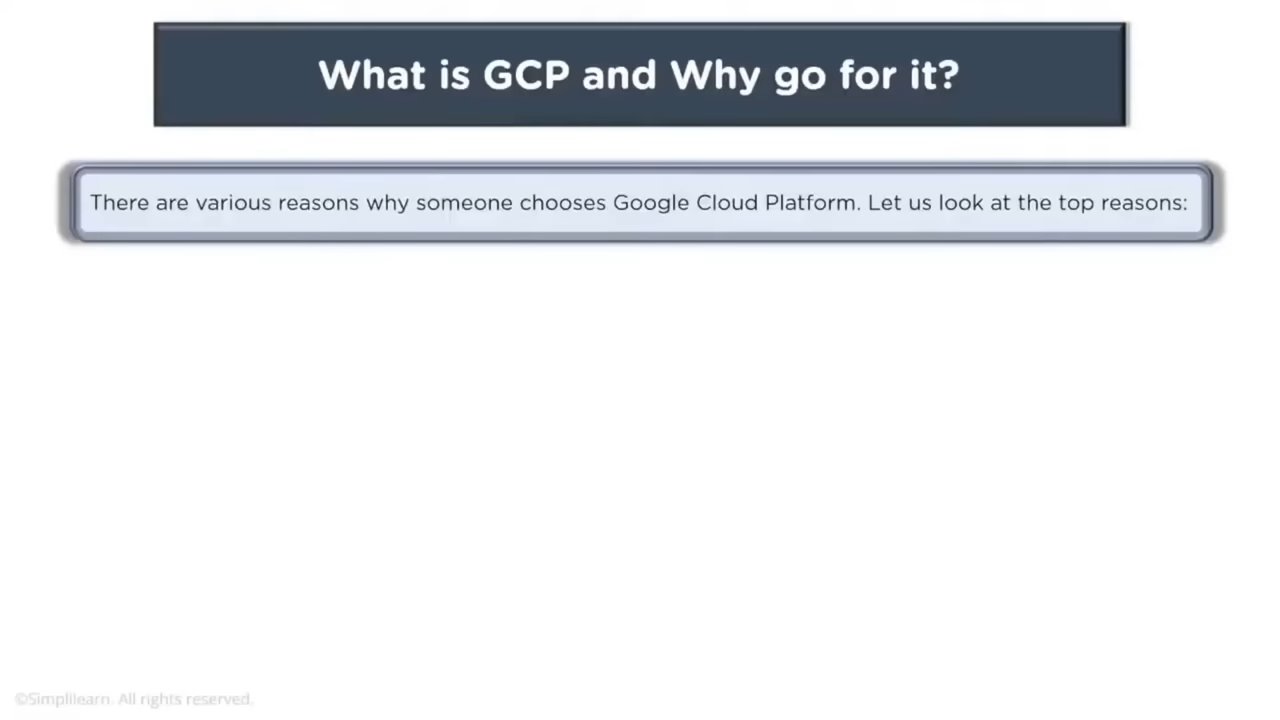 What is GCP and Why go for it?
There are various reasons why someone chooses Google Cloud Platform. Let us look at the top reasons:
©Simplilearn. All rights reserved.